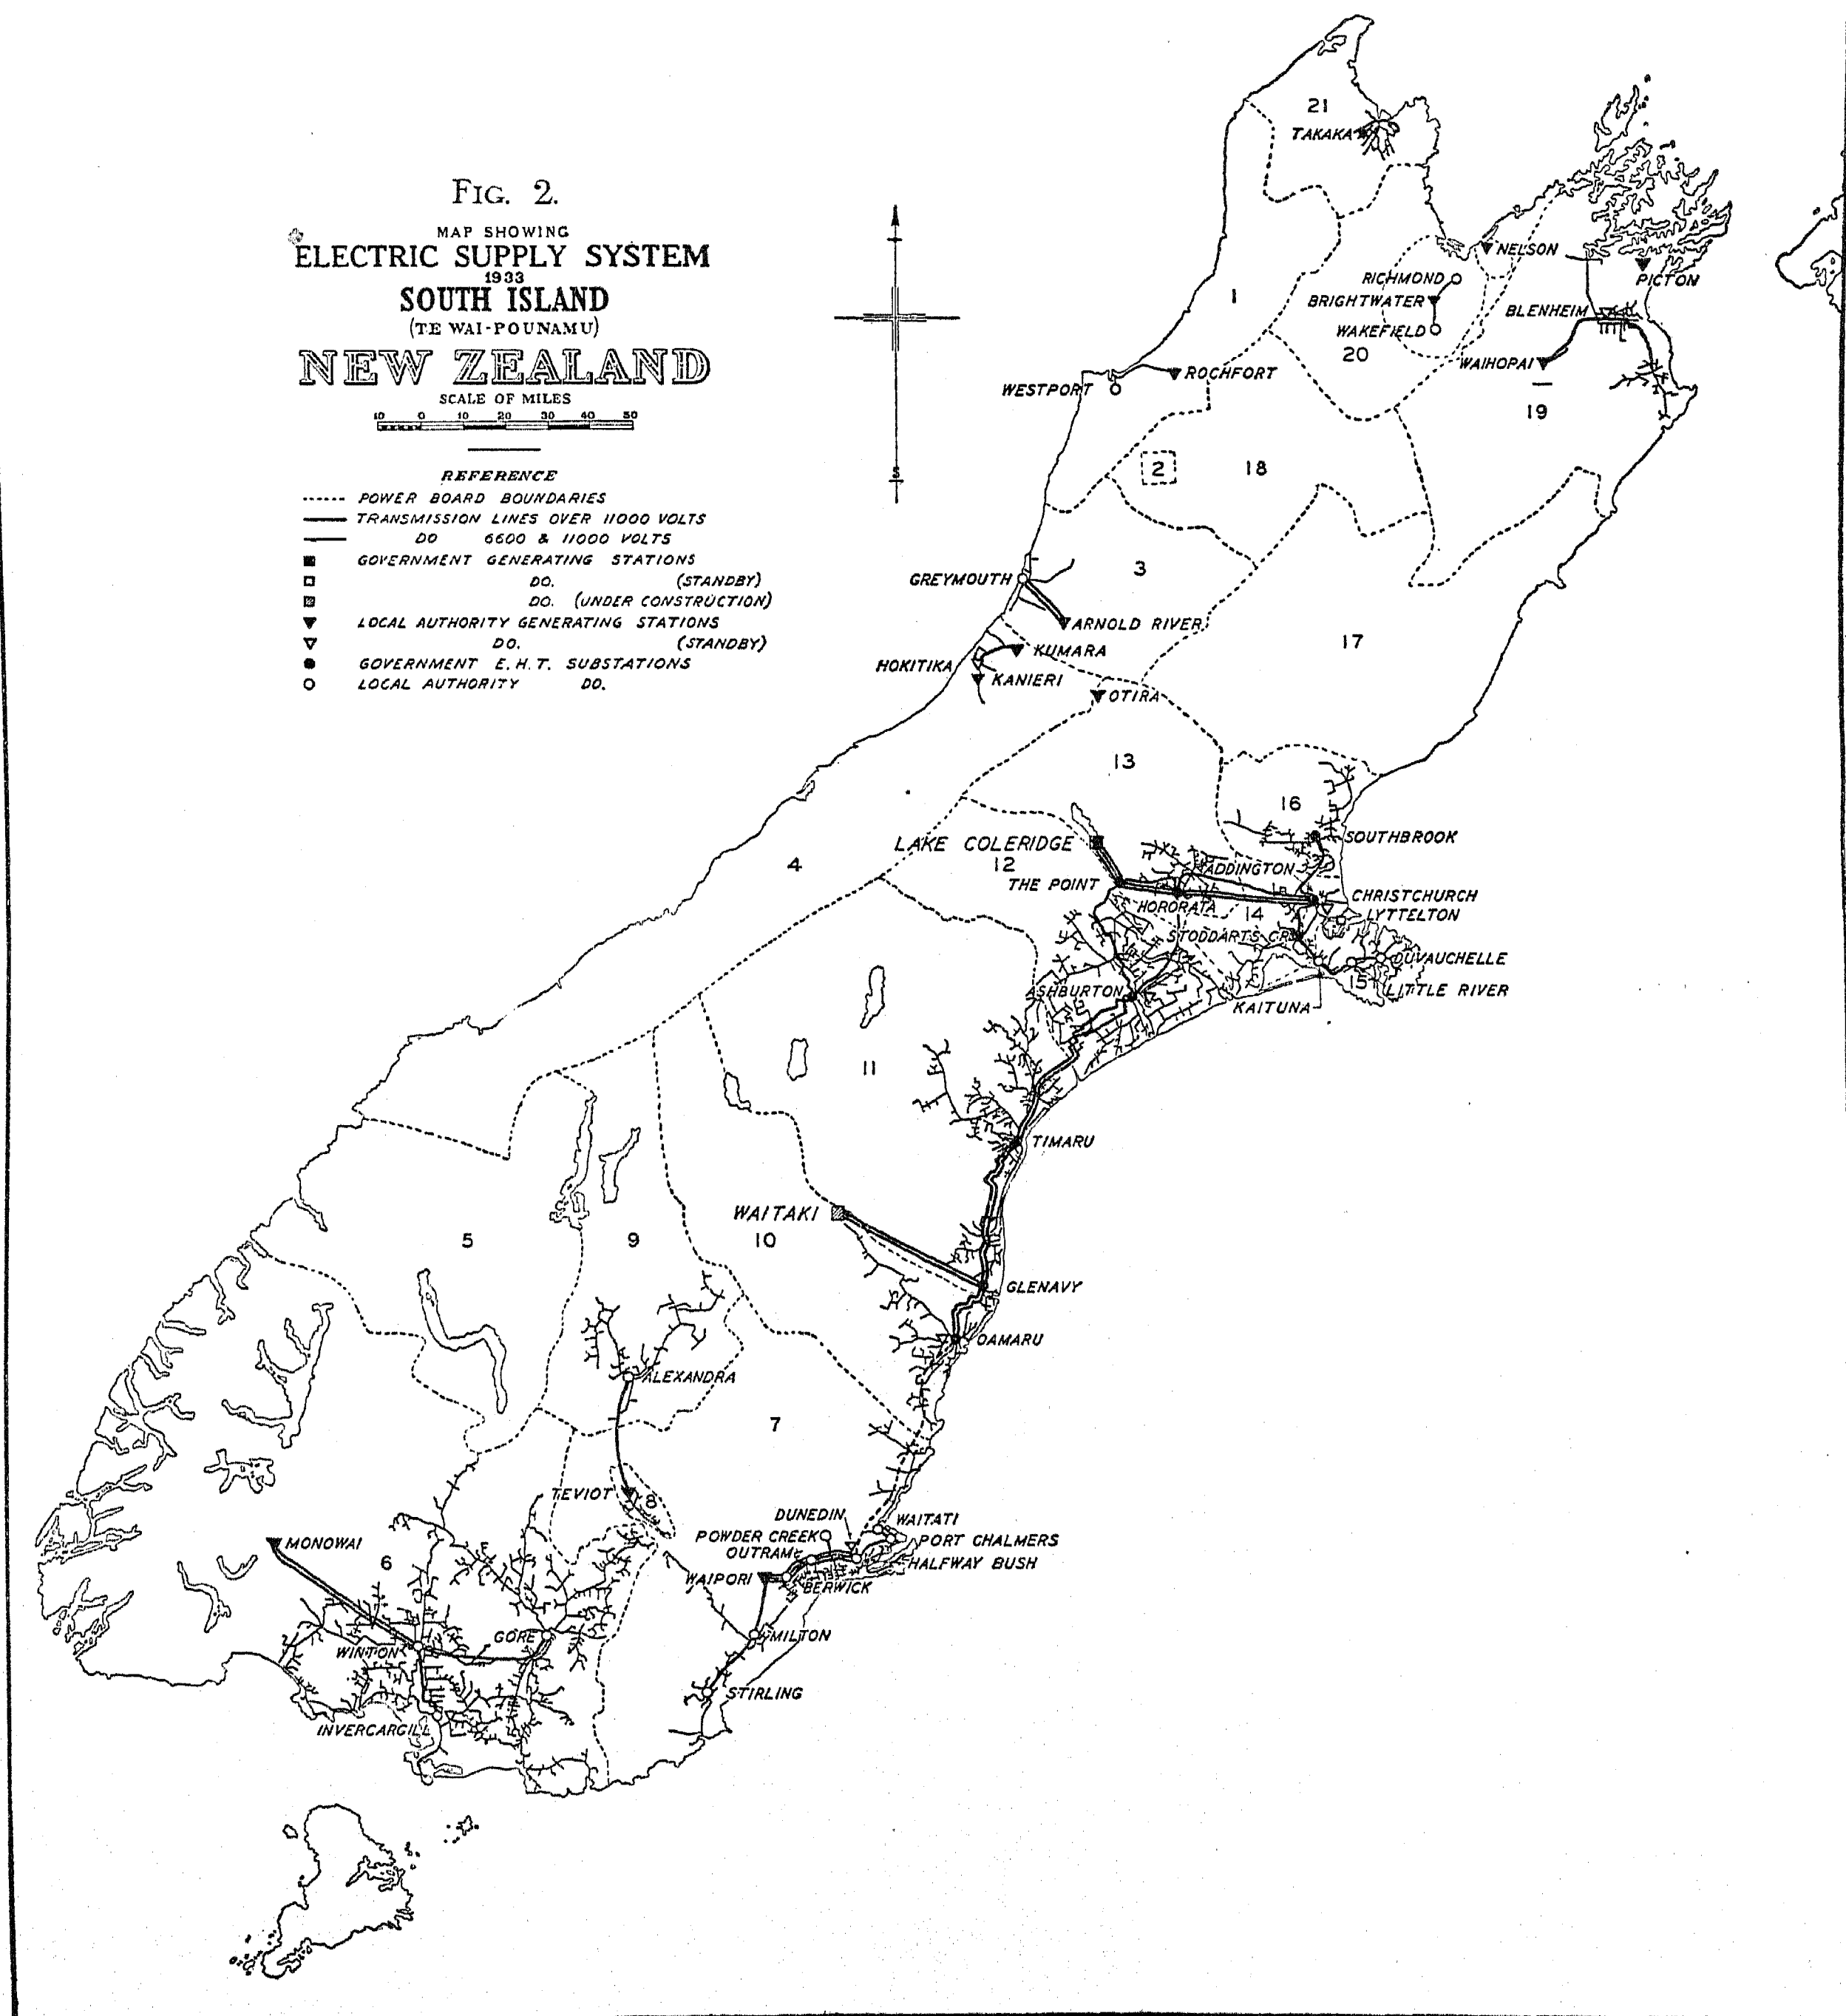 FIG. 2.
MAP SHOWING
ELECTRIC SUPPLY SYSTEM
1933
SOUTH ISLAND
(TE WAI-POUNAMU)
NEW ZEALAND
SCALE OF MILES
10 0 10 20 30 40 50
REFERENCE
POWER BOARD BOUNDARIES
TRANSMISSION LINES OVER 11000 VOLTS
DO 6600 & 11000 VOLTS
GOVERNMENT GENERATING STATIONS
DO. (STANDBY)
DO. (UNDER CONSTRUCTION)
LOCAL AUTHORITY GENERATING STATIONS
DO. (STANDBY)
GOVERNMENT E.H.T. SUBSTATIONS
LOCAL AUTHORITY DO.
S
21
TAKAKA
NELSON
RICHMOND
PICTON
1
BRIGHTWATER
BLENHEIM
WAKEFIELD
20
WAIHOPAI
ROCHFORT
WESTPORT
19
2
18
3
GREYMOUTH
ARNOLD RIVER
17
KUMARA
HOKITIKA
KANIERI
OTIRA
13
16
SOUTHBROOK
LAKE COLERIDGE
12
4
ADDINGTON
THE POINT
CHRISTCHURCH
HORORATA
14
LYTTELTON
STODDARTS CR.
DUVAUCHELLE
15
LITTLE RIVER
ASHBURTON
KAITUNA
11
TIMARU
WAITAKI
5
9
10
GLENAVY
OAMARU
ALEXANDRA
7
TEVIOT
8
DUNEDIN
WAITATI
POWDER CREEK
PORT CHALMERS
OUTRAM
HALFWAY BUSH
MONOWAI
6
WAIPORI
BERWICK
GORE
MILTON
WINTON
STIRLING
INVERCARGILL